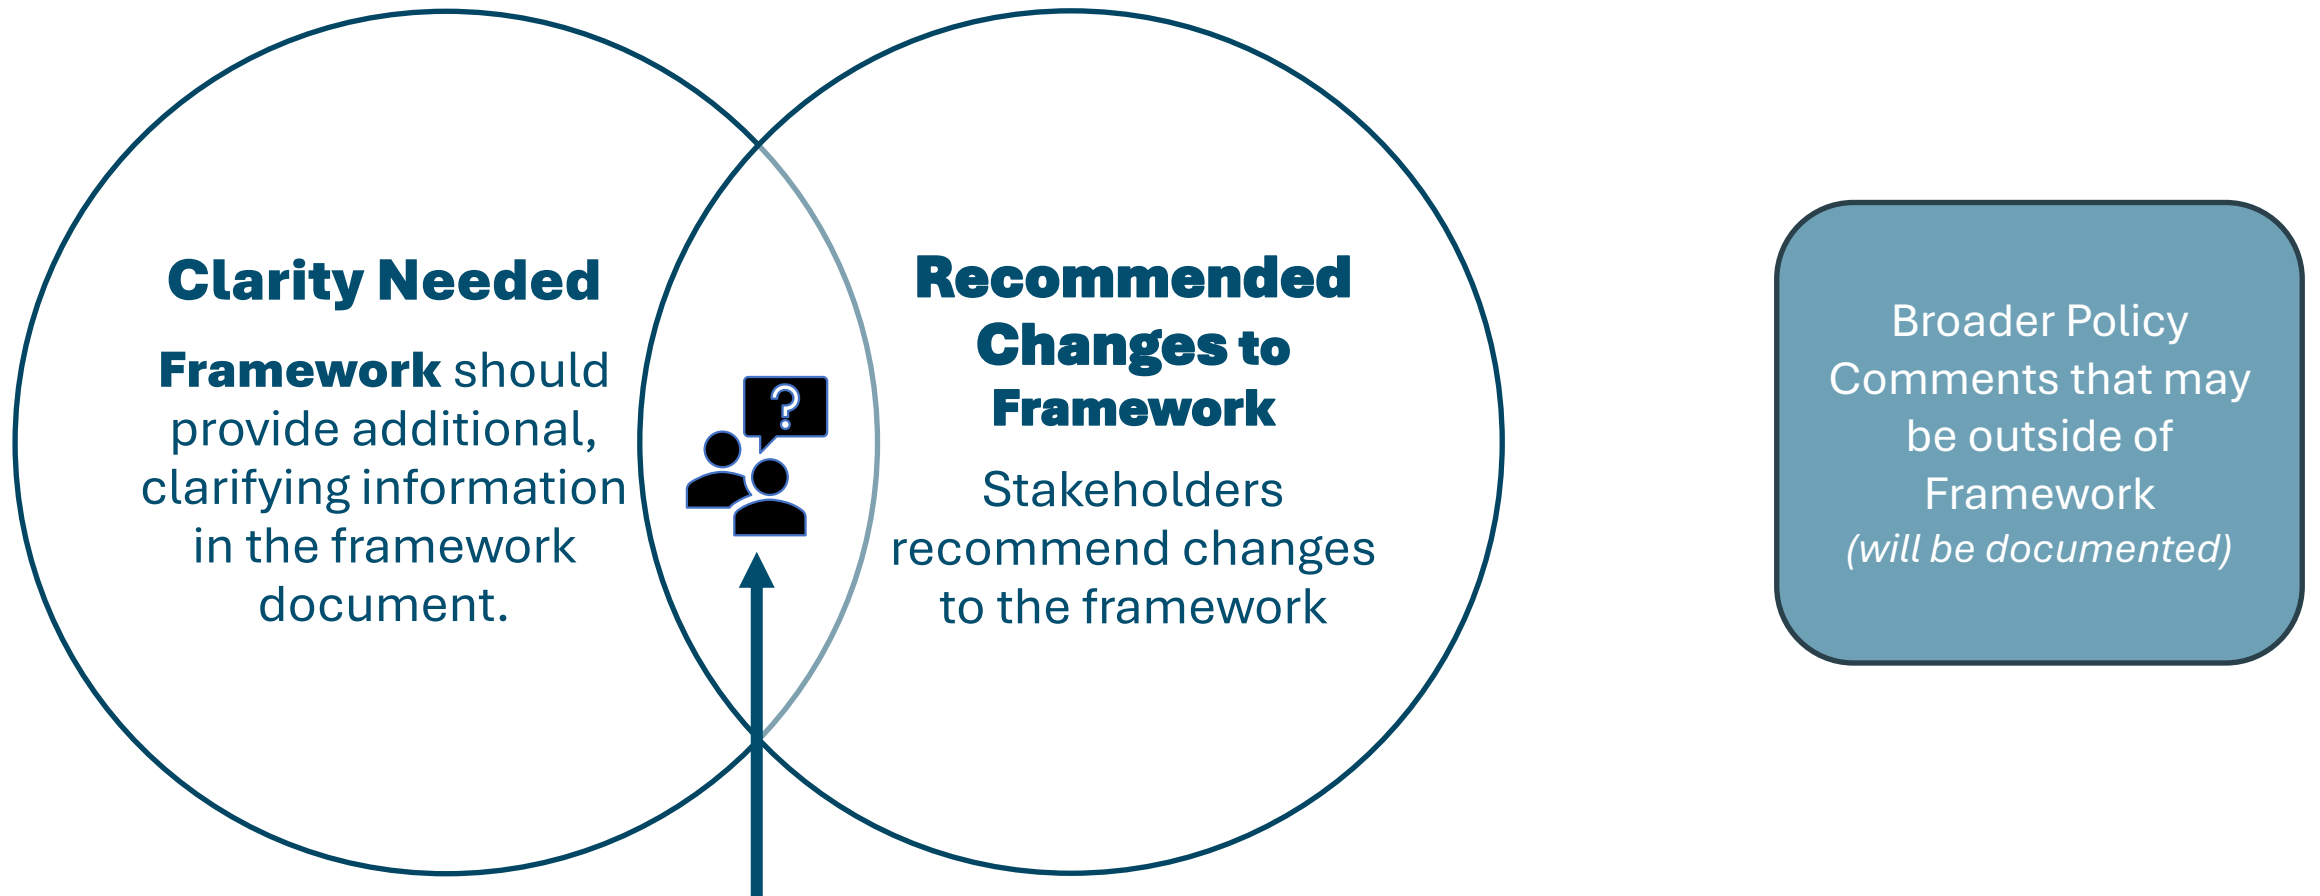 Clarity Needed
Framework should
provide additional,
clarifying information
in the framework
document.
?
Recommended
Changes to
Framework
Stakeholders
recommend changes
to the framework
Broader Policy
Comments that may
be outside of
Framework
(will be documented)